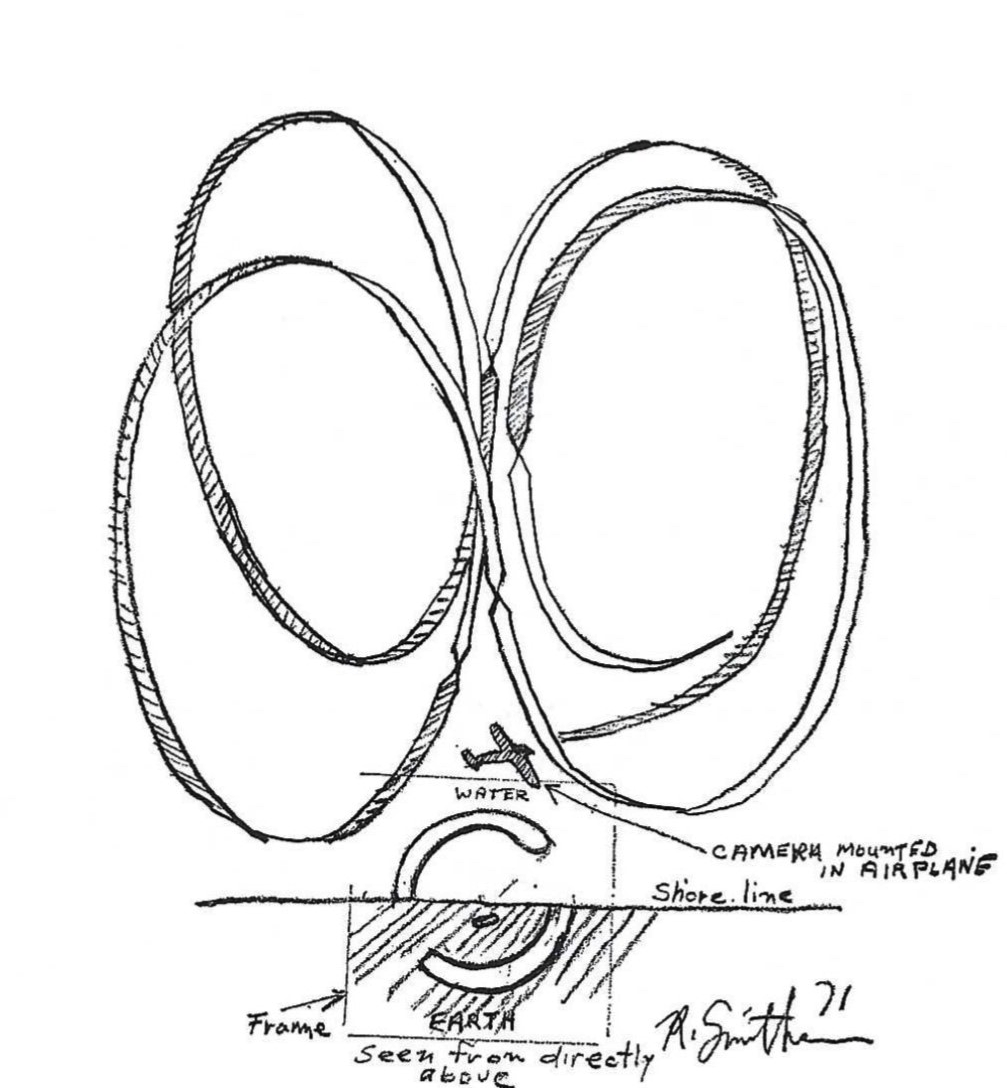 WATER
CAMERA MOUNTED
IN AIRPLANE
Shore.line
Frame
EARTH
R. Smithson 71
Seen from directly
above